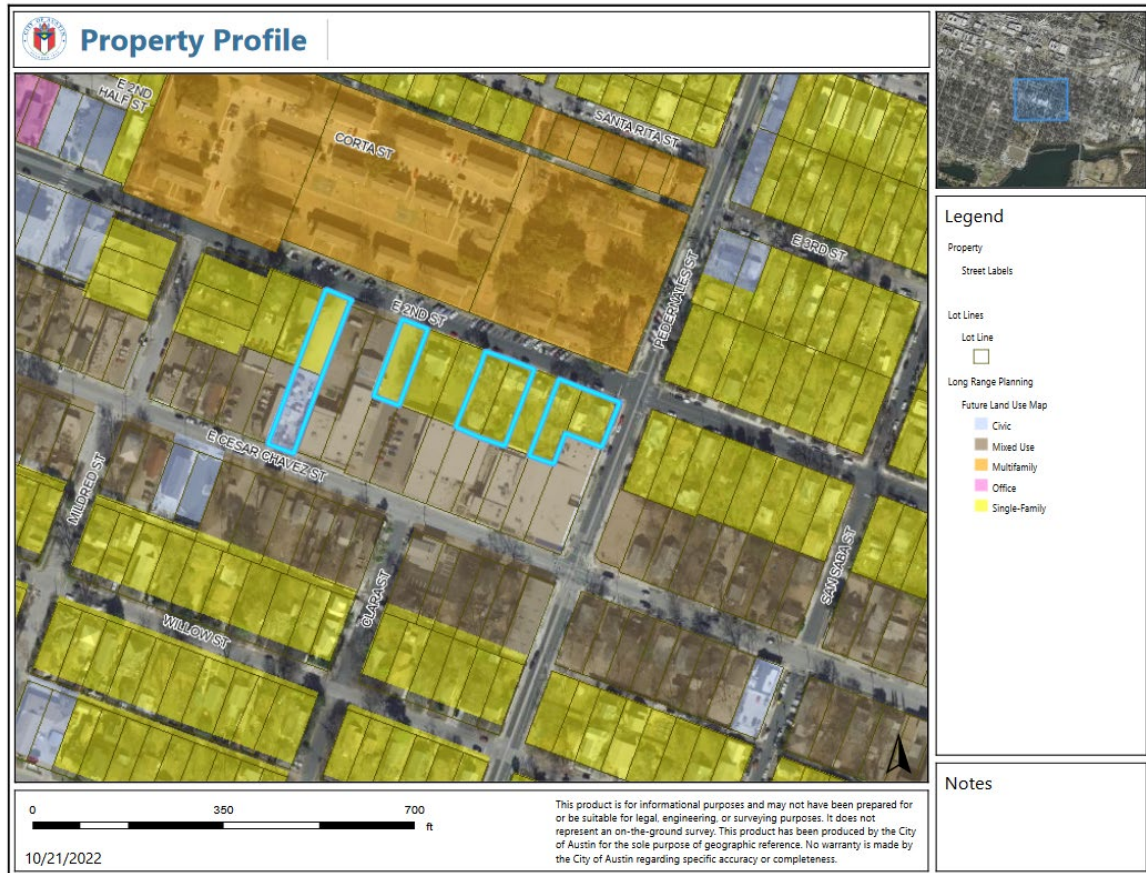 Property Profile
E 2ND
HALF ST
SANTA RITA ST
CORTA ST
E 3RD ST
PEDERNALES ST
E 2ND ST
E CESAR CHAVEZ ST
MILDRED ST
SAN SABA ST
CLARA ST
WILLOW ST
Legend
Property
Street Labels
Lot Lines
Lot Line
Long Range Planning
Future Land Use Map
Civic
Mixed Use
Multifamily
Office
Single-Family
Notes
0 350 700
ft
10/21/2022
This product is for informational purposes and may not have been prepared for
or be suitable for legal, engineering, or surveying purposes. It does not
represent an on-the-ground survey. This product has been produced by the City
of Austin for the sole purpose of geographic reference. No warranty is made by
the City of Austin regarding specific accuracy or completeness.